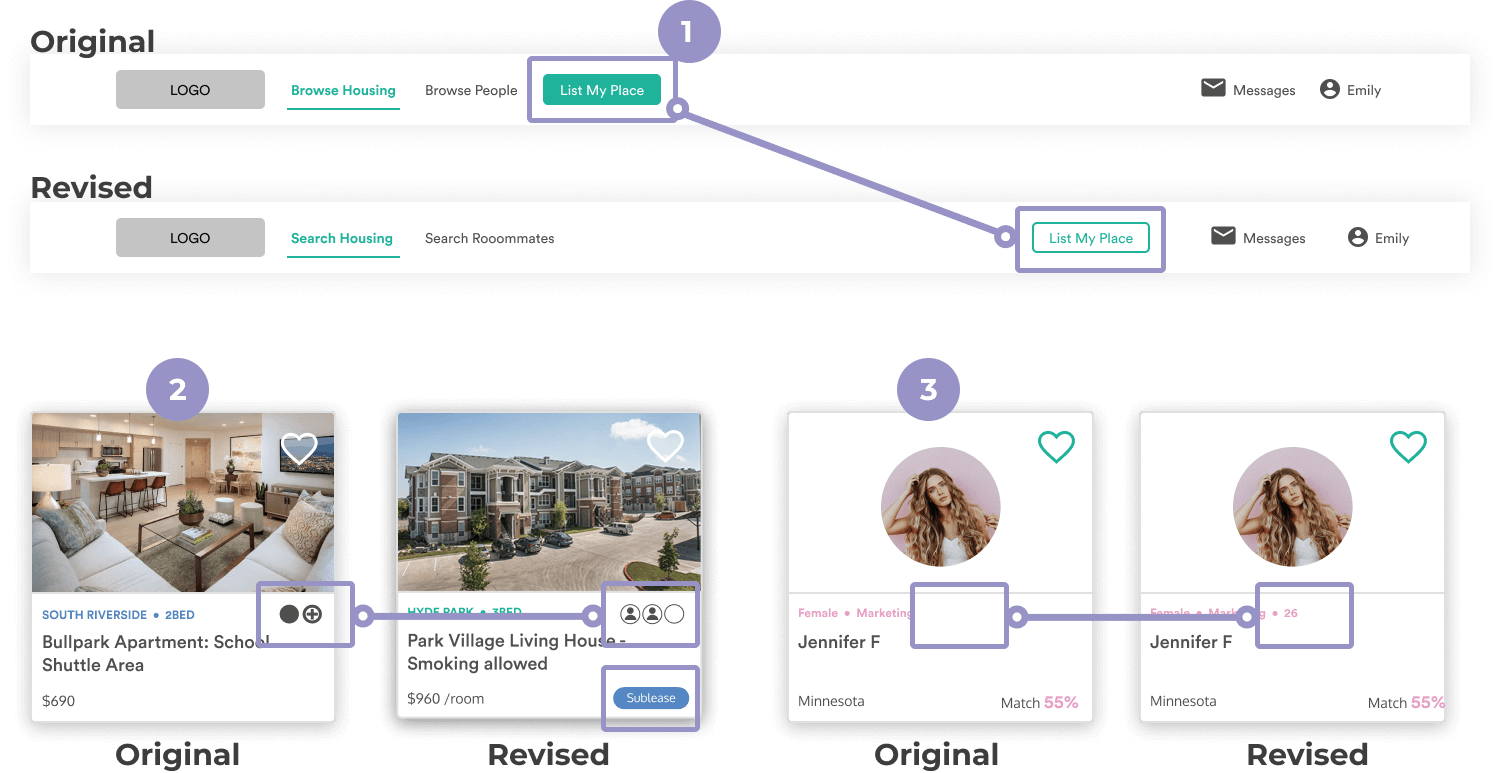 1
Original
LOGO
Browse Housing
Browse People
List My Place
Messages
Emily
Revised
LOGO
Search Housing
Search Rooommates
List My Place
Messages
Emily
2
SOUTH RIVERSIDE • 2BED
Bullpark Apartment: School
Shuttle Area
$690
Original
HYDE PARK • 3BED
Park Village Living House -
Smoking allowed
$960 /room
Sublease
Revised
3
Female • Marketing
Jennifer F
Minnesota
Match 55%
Original
Female • Marketing • 26
Jennifer F
Minnesota
Match 55%
Revised